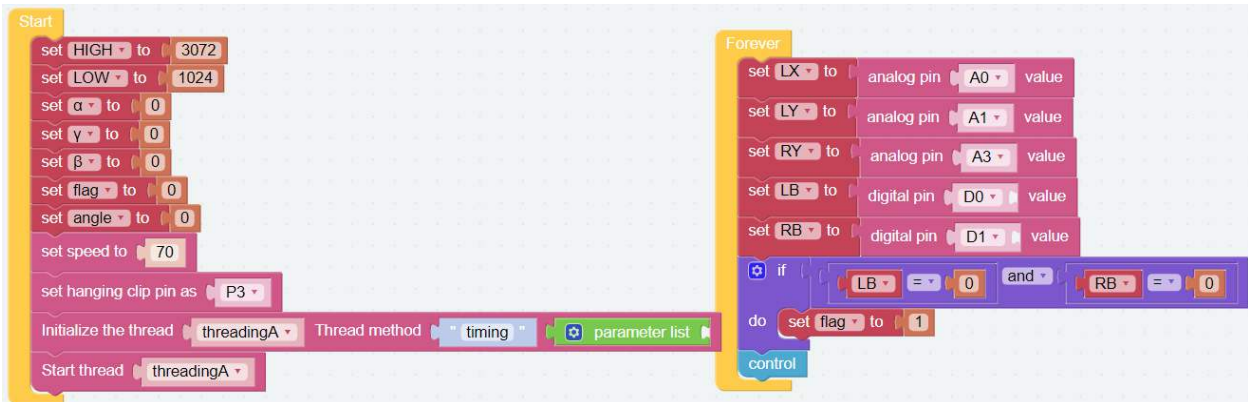 Start
set HIGH to 3072
set LOW to 1024
set α to 0
set γ to 0
set β to 0
set flag to 0
set angle to 0
set speed to 70
set hanging clip pin as P3
Initialize the thread threadingA Thread method " timing " parameter list
Start thread threadingA
Forever
set LX to analog pin A0 value
set LY to analog pin A1 value
set RY to analog pin A3 value
set LB to digital pin D0 value
set RB to digital pin D1 value
if LB = 0 and RB = 0
do set flag to 1
control